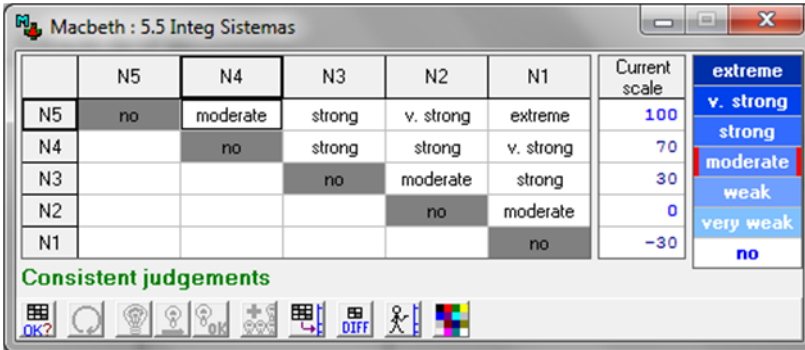 Macbeth : 5.5 Integ Sistemas
N5 N4 N3 N2 N1 Current scale
N5 no moderate strong v. strong extreme 100
N4 no strong strong v. strong 70
N3 no moderate strong 30
N2 no moderate 0
N1 no -30
extreme
v. strong
strong
moderate
weak
very weak
no
Consistent judgements
OK? OK DIFF